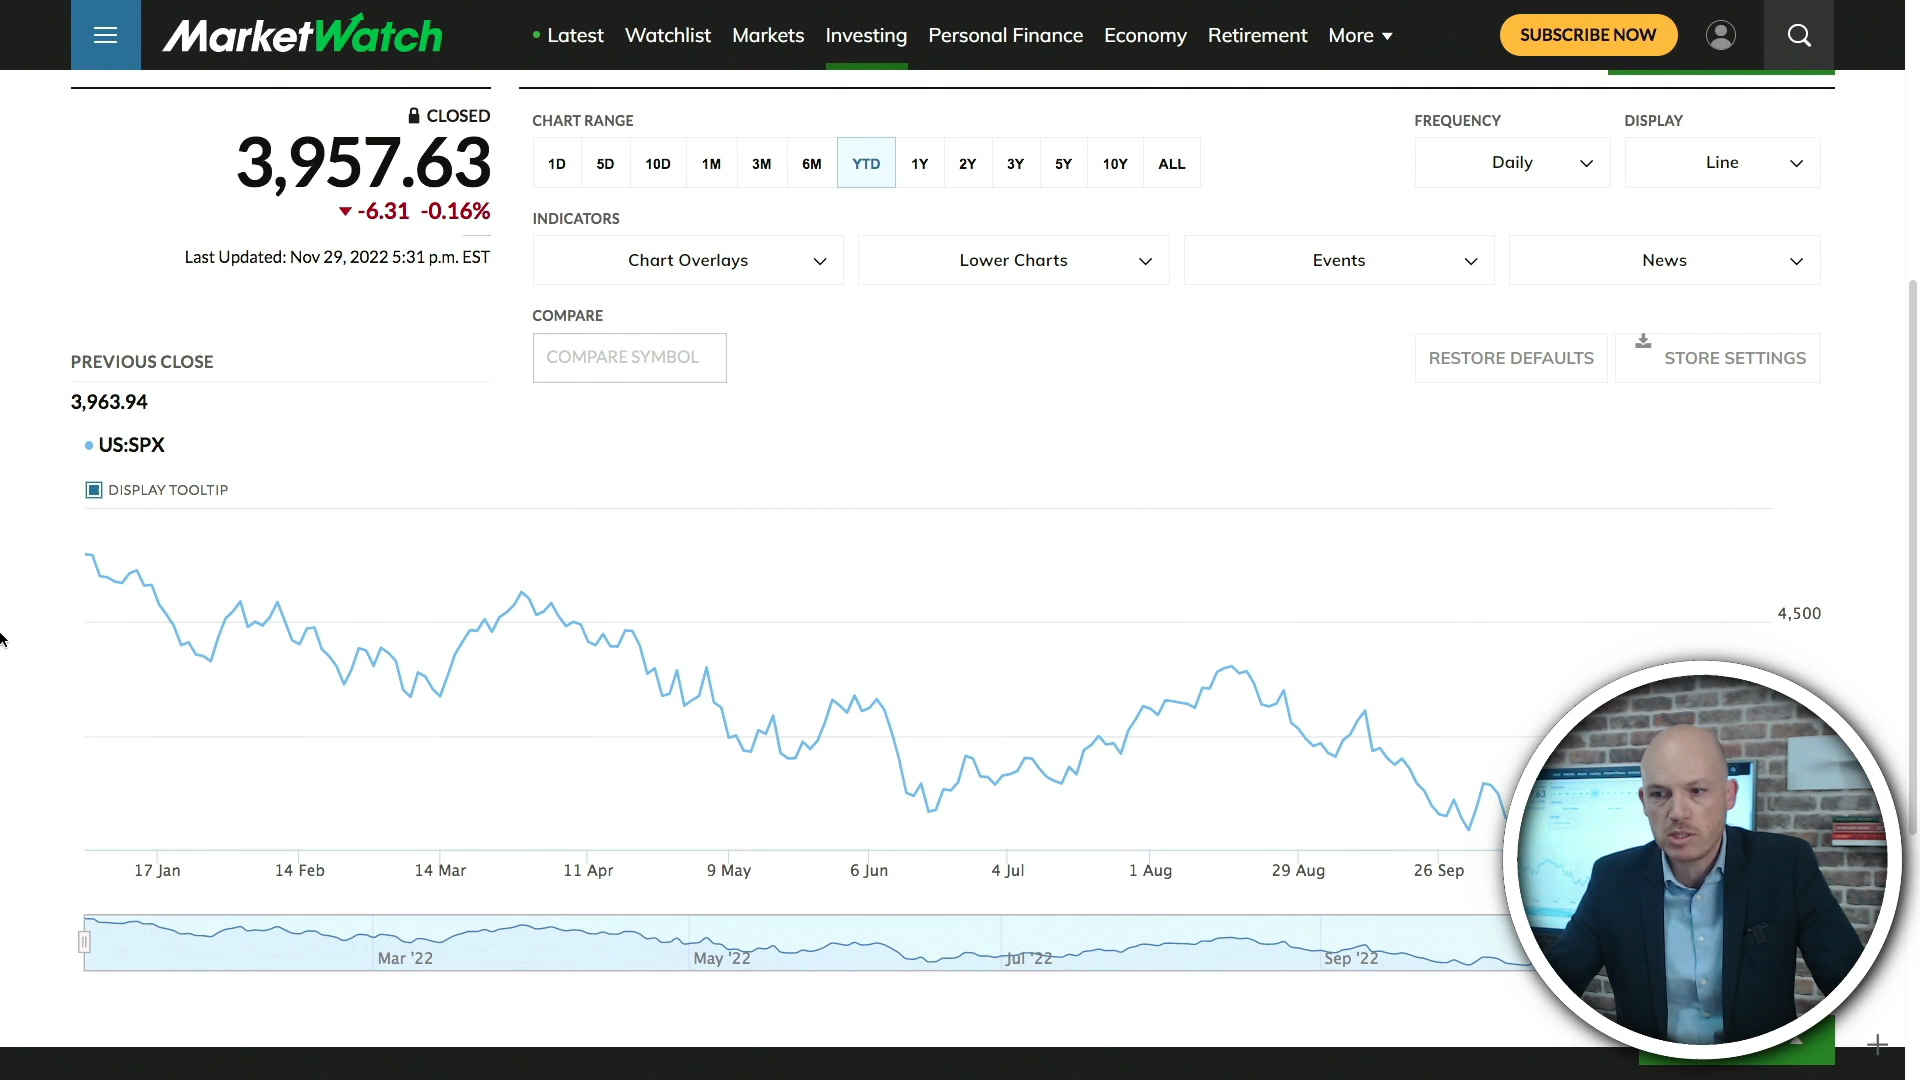 MarketWatch
Latest Watchlist Markets Investing Personal Finance Economy Retirement More
SUBSCRIBE NOW
CLOSED
3,957.63
-6.31 -0.16%
Last Updated: Nov 29, 2022 5:31 p.m. EST
PREVIOUS CLOSE
3,963.94
CHART RANGE
1D 5D 10D 1M 3M 6M YTD 1Y 2Y 3Y 5Y 10Y ALL
FREQUENCY
Daily
DISPLAY
Line
INDICATORS
Chart Overlays Lower Charts Events News
COMPARE
COMPARE SYMBOL
RESTORE DEFAULTS STORE SETTINGS
US:SPX
DISPLAY TOOLTIP
4,500
17 Jan 14 Feb 14 Mar 11 Apr 9 May 6 Jun 4 Jul 1 Aug 29 Aug 26 Sep
Mar '22 May '22 Jul '22 Sep '22